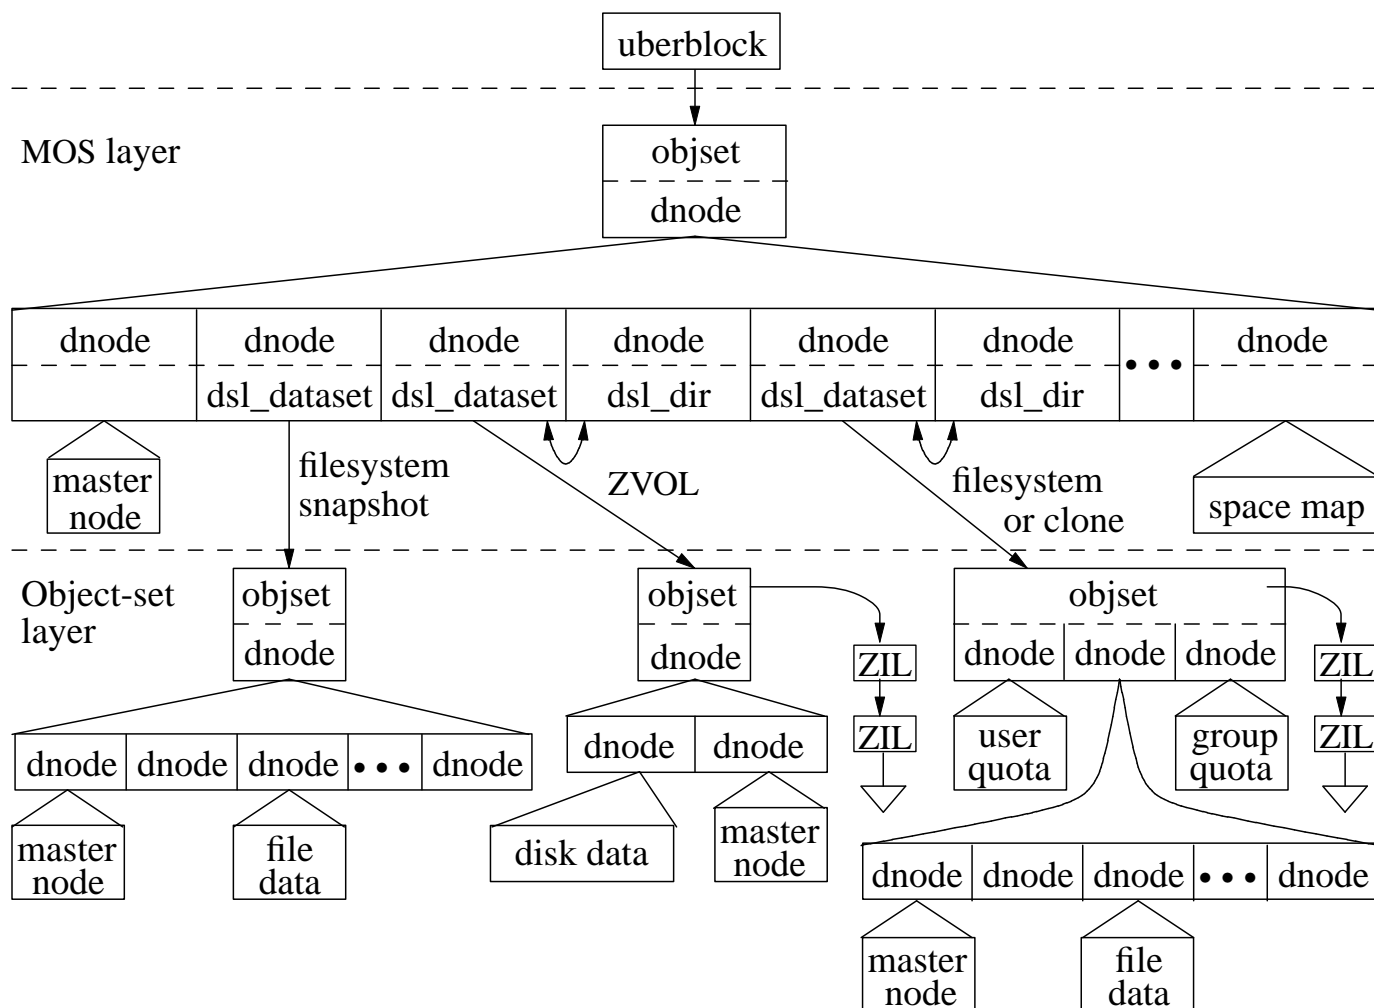 uberblock
MOS layer
objset
dnode
dnode dnode dnode dnode dnode dnode ••• dnode
dsl_dataset dsl_dataset dsl_dir dsl_dataset dsl_dir
master
node
filesystem
snapshot
ZVOL
filesystem
or clone
space map
Object-set
layer
objset
dnode
objset
dnode
ZIL
ZIL
objset
dnode dnode dnode
ZIL
ZIL
user
quota
group
quota
dnode dnode dnode ••• dnode
master
node
file
data
dnode dnode
disk data
master
node
dnode dnode dnode ••• dnode
master
node
file
data